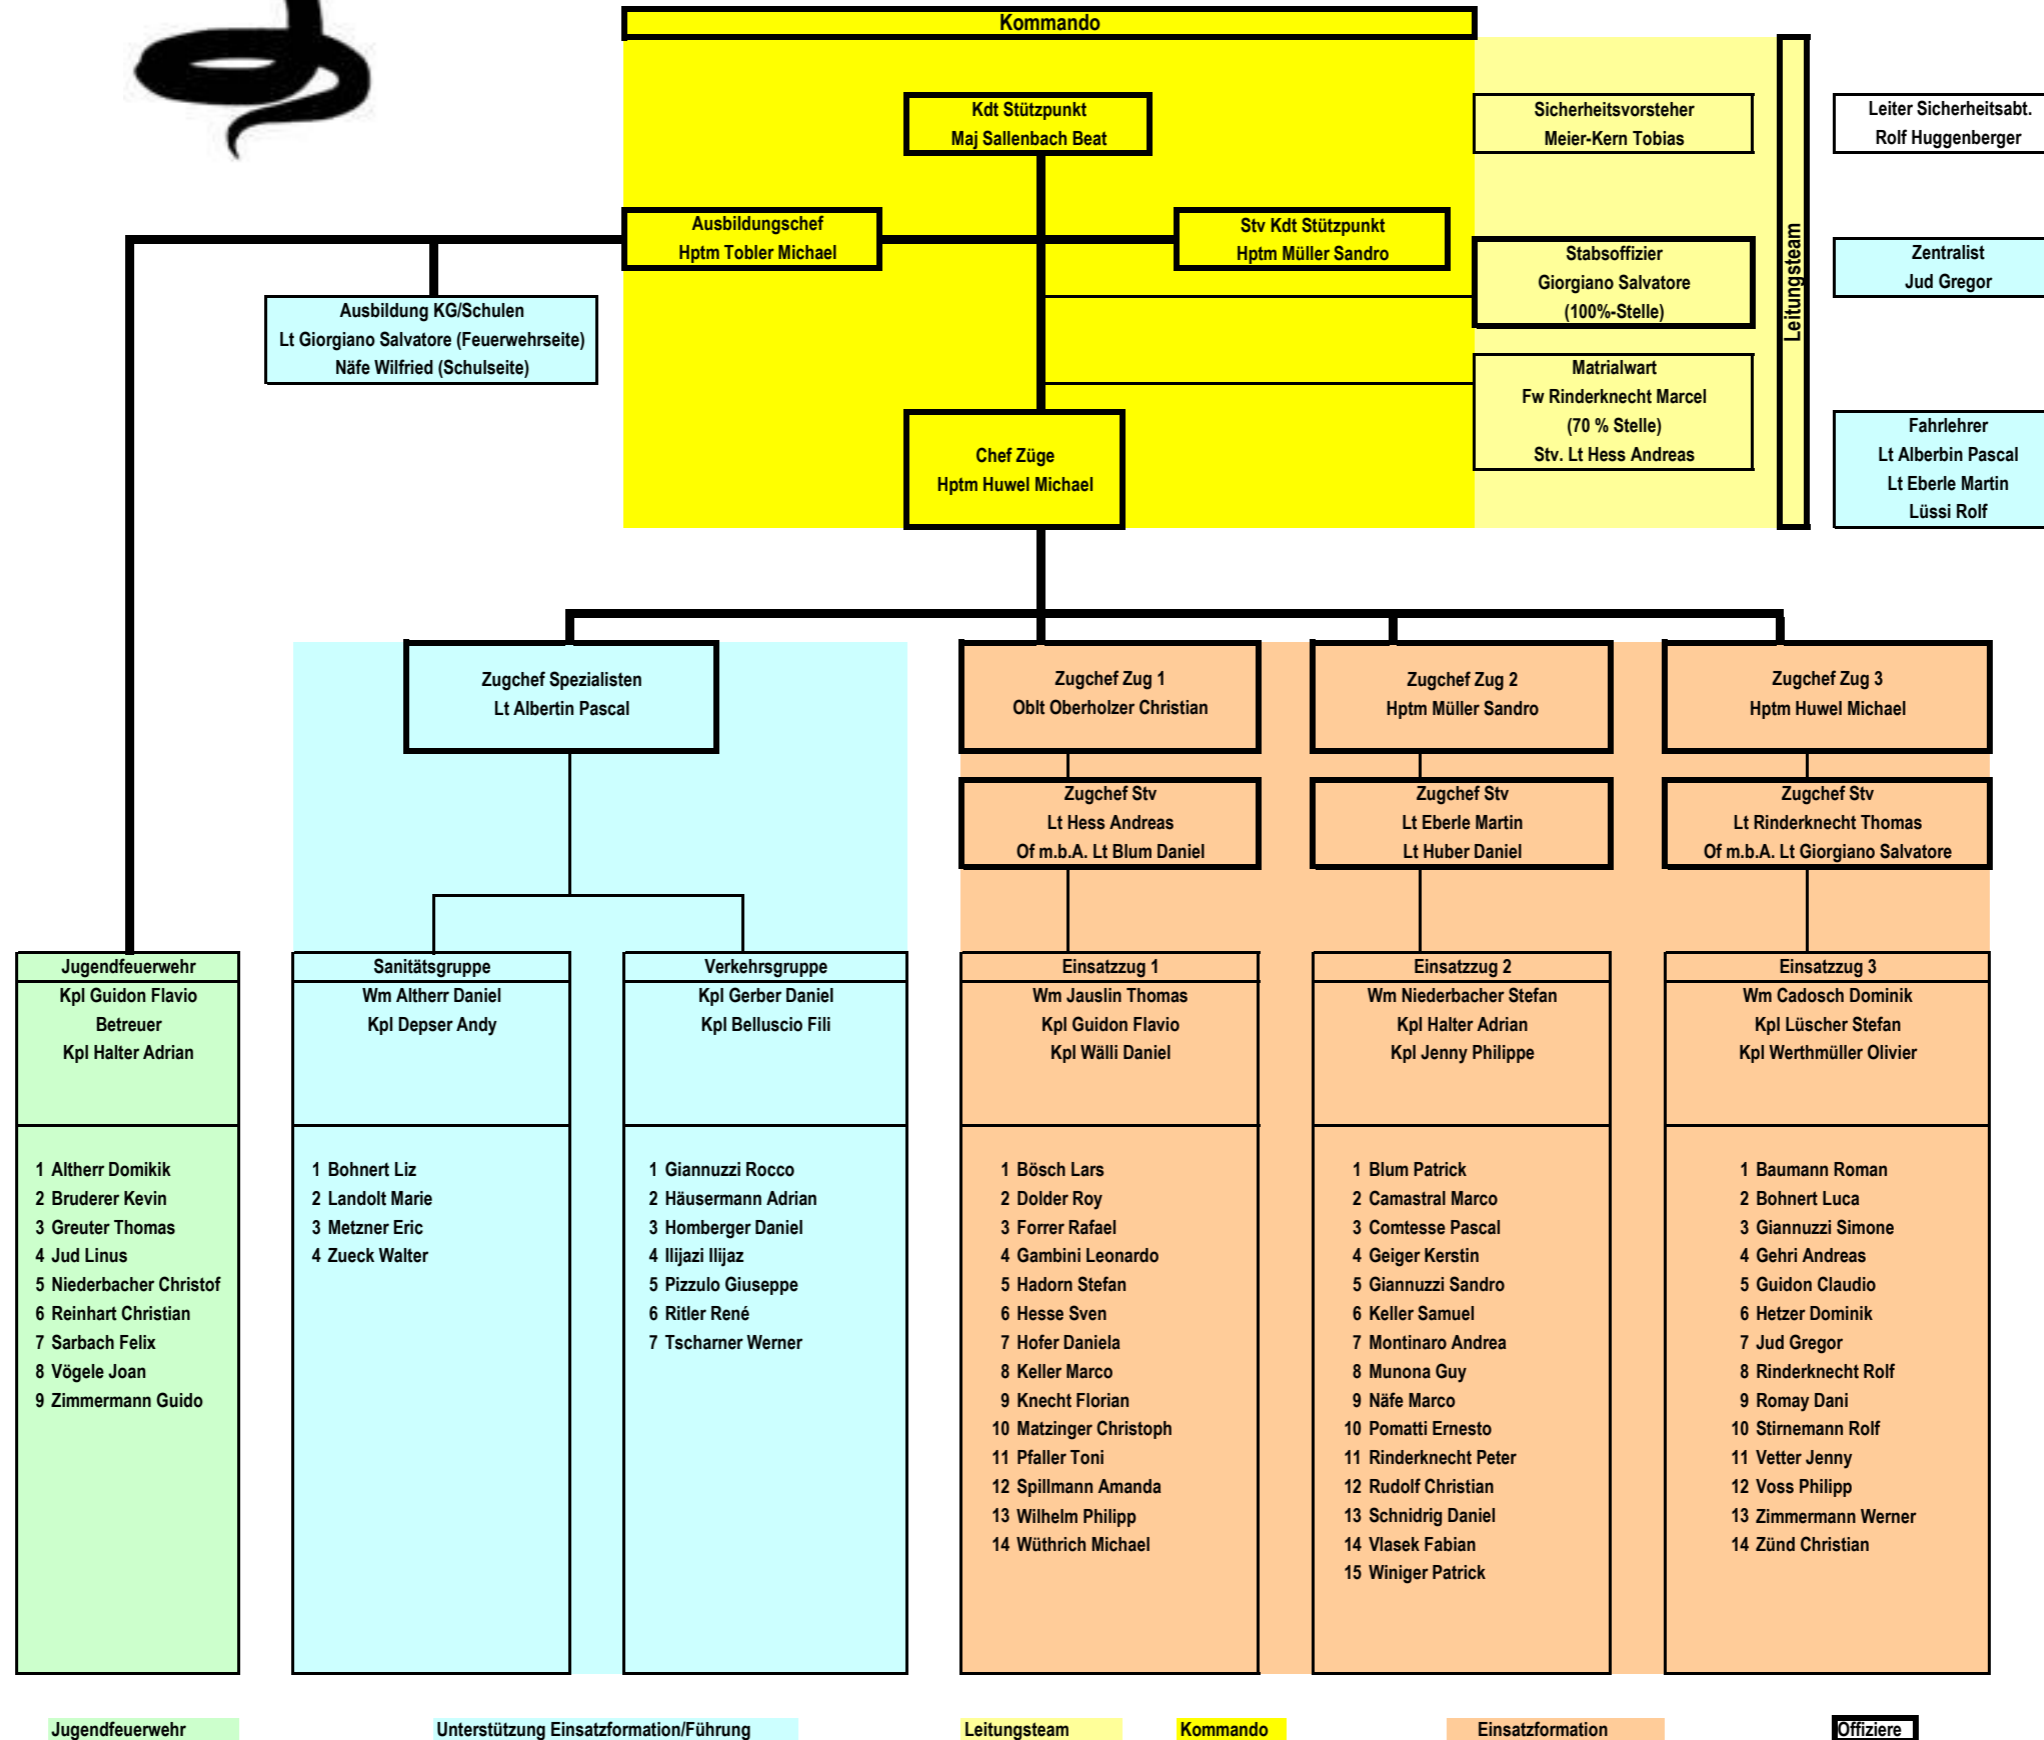 Kommando
Kdt Stützpunkt
Maj Sallenbach Beat
Sicherheitsvorsteher
Meier-Kern Tobias
Leiter Sicherheitsabt.
Rolf Huggenberger
Ausbildungschef
Hptm Tobler Michael
Stv Kdt Stützpunkt
Hptm Müller Sandro
Stabsoffizier
Giorgiano Salvatore
(100%-Stelle)
Leitungsteam
Zentralist
Jud Gregor
Ausbildung KG/Schulen
Lt Giorgiano Salvatore (Feuerwehrseite)
Näfe Wilfried (Schulseite)
Matrialwart
Fw Rinderknecht Marcel
(70 % Stelle)
Stv. Lt Hess Andreas
Fahrlehrer
Lt Alberbin Pascal
Lt Eberle Martin
Lüssi Rolf
Chef Züge
Hptm Huwel Michael
Zugchef Spezialisten
Lt Albertin Pascal
Zugchef Zug 1
Oblt Oberholzer Christian
Zugchef Zug 2
Hptm Müller Sandro
Zugchef Zug 3
Hptm Huwel Michael
Zugchef Stv
Lt Hess Andreas
Of m.b.A. Lt Blum Daniel
Zugchef Stv
Lt Eberle Martin
Lt Huber Daniel
Zugchef Stv
Lt Rinderknecht Thomas
Of m.b.A. Lt Giorgiano Salvatore
Jugendfeuerwehr
Kpl Guidon Flavio
Betreuer
Kpl Halter Adrian
1 Altherr Domikik
2 Bruderer Kevin
3 Greuter Thomas
4 Jud Linus
5 Niederbacher Christof
6 Reinhart Christian
7 Sarbach Felix
8 Vögele Joan
9 Zimmermann Guido
Sanitätsgruppe
Wm Altherr Daniel
Kpl Depser Andy
1 Bohnert Liz
2 Landolt Marie
3 Metzner Eric
4 Zueck Walter
Verkehrsgruppe
Kpl Gerber Daniel
Kpl Belluscio Fili
1 Giannuzzi Rocco
2 Häusermann Adrian
3 Homberger Daniel
4 Ilijazi Ilijaz
5 Pizzulo Giuseppe
6 Ritler René
7 Tscharner Werner
Einsatzzug 1
Wm Jauslin Thomas
Kpl Guidon Flavio
Kpl Wälli Daniel
1 Bösch Lars
2 Dolder Roy
3 Forrer Rafael
4 Gambini Leonardo
5 Hadorn Stefan
6 Hesse Sven
7 Hofer Daniela
8 Keller Marco
9 Knecht Florian
10 Matzinger Christoph
11 Pfaller Toni
12 Spillmann Amanda
13 Wilhelm Philipp
14 Wüthrich Michael
Einsatzzug 2
Wm Niederbacher Stefan
Kpl Halter Adrian
Kpl Jenny Philippe
1 Blum Patrick
2 Camastral Marco
3 Comtesse Pascal
4 Geiger Kerstin
5 Giannuzzi Sandro
6 Keller Samuel
7 Montinaro Andrea
8 Munona Guy
9 Näfe Marco
10 Pomatti Ernesto
11 Rinderknecht Peter
12 Rudolf Christian
13 Schnidrig Daniel
14 Vlasek Fabian
15 Winiger Patrick
Einsatzzug 3
Wm Cadosch Dominik
Kpl Lüscher Stefan
Kpl Werthmüller Olivier
1 Baumann Roman
2 Bohnert Luca
3 Giannuzzi Simone
4 Gehri Andreas
5 Guidon Claudio
6 Hetzer Dominik
7 Jud Gregor
8 Rinderknecht Rolf
9 Romay Dani
10 Stirnemann Rolf
11 Vetter Jenny
12 Voss Philipp
13 Zimmermann Werner
14 Zünd Christian
Jugendfeuerwehr
Unterstützung Einsatzformation/Führung
Leitungsteam
Kommando
Einsatzformation
Offiziere